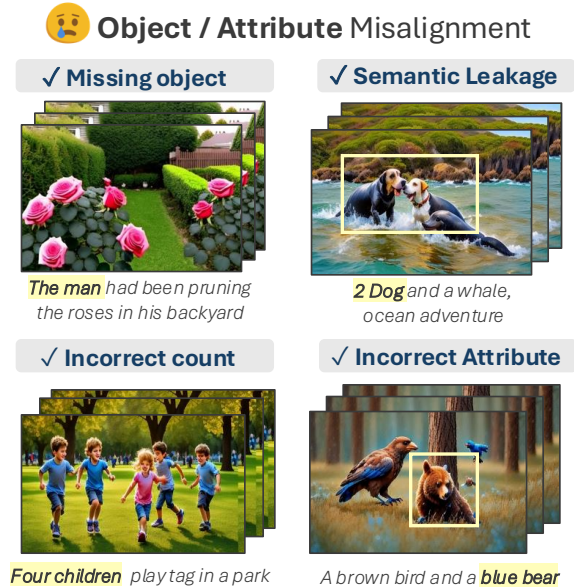 Object / Attribute Misalignment
✓ Missing object
✓ Semantic Leakage
The man had been pruning
the roses in his backyard
2 Dog and a whale,
ocean adventure
✓ Incorrect count
✓ Incorrect Attribute
Four children play tag in a park
A brown bird and a blue bear